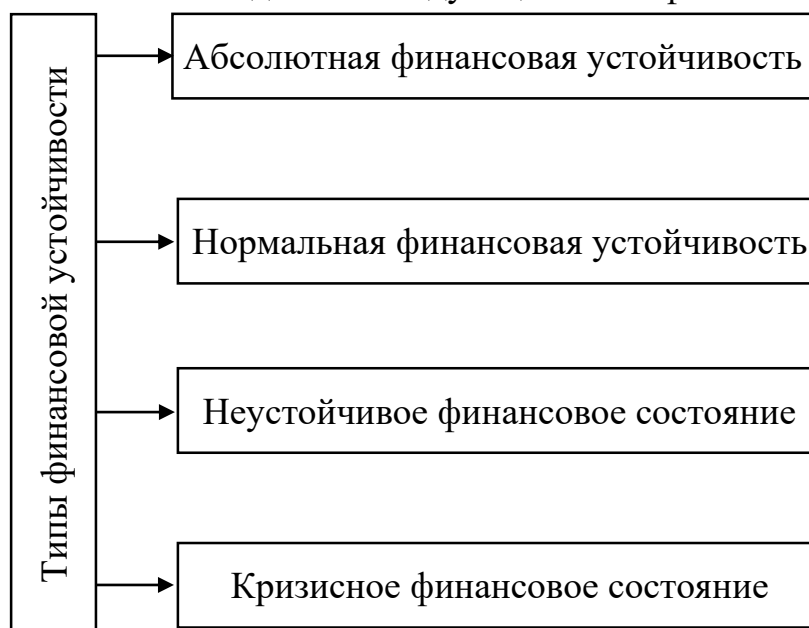 Типы финансовой устойчивости
Абсолютная финансовая устойчивость
Нормальная финансовая устойчивость
Неустойчивое финансовое состояние
Кризисное финансовое состояние